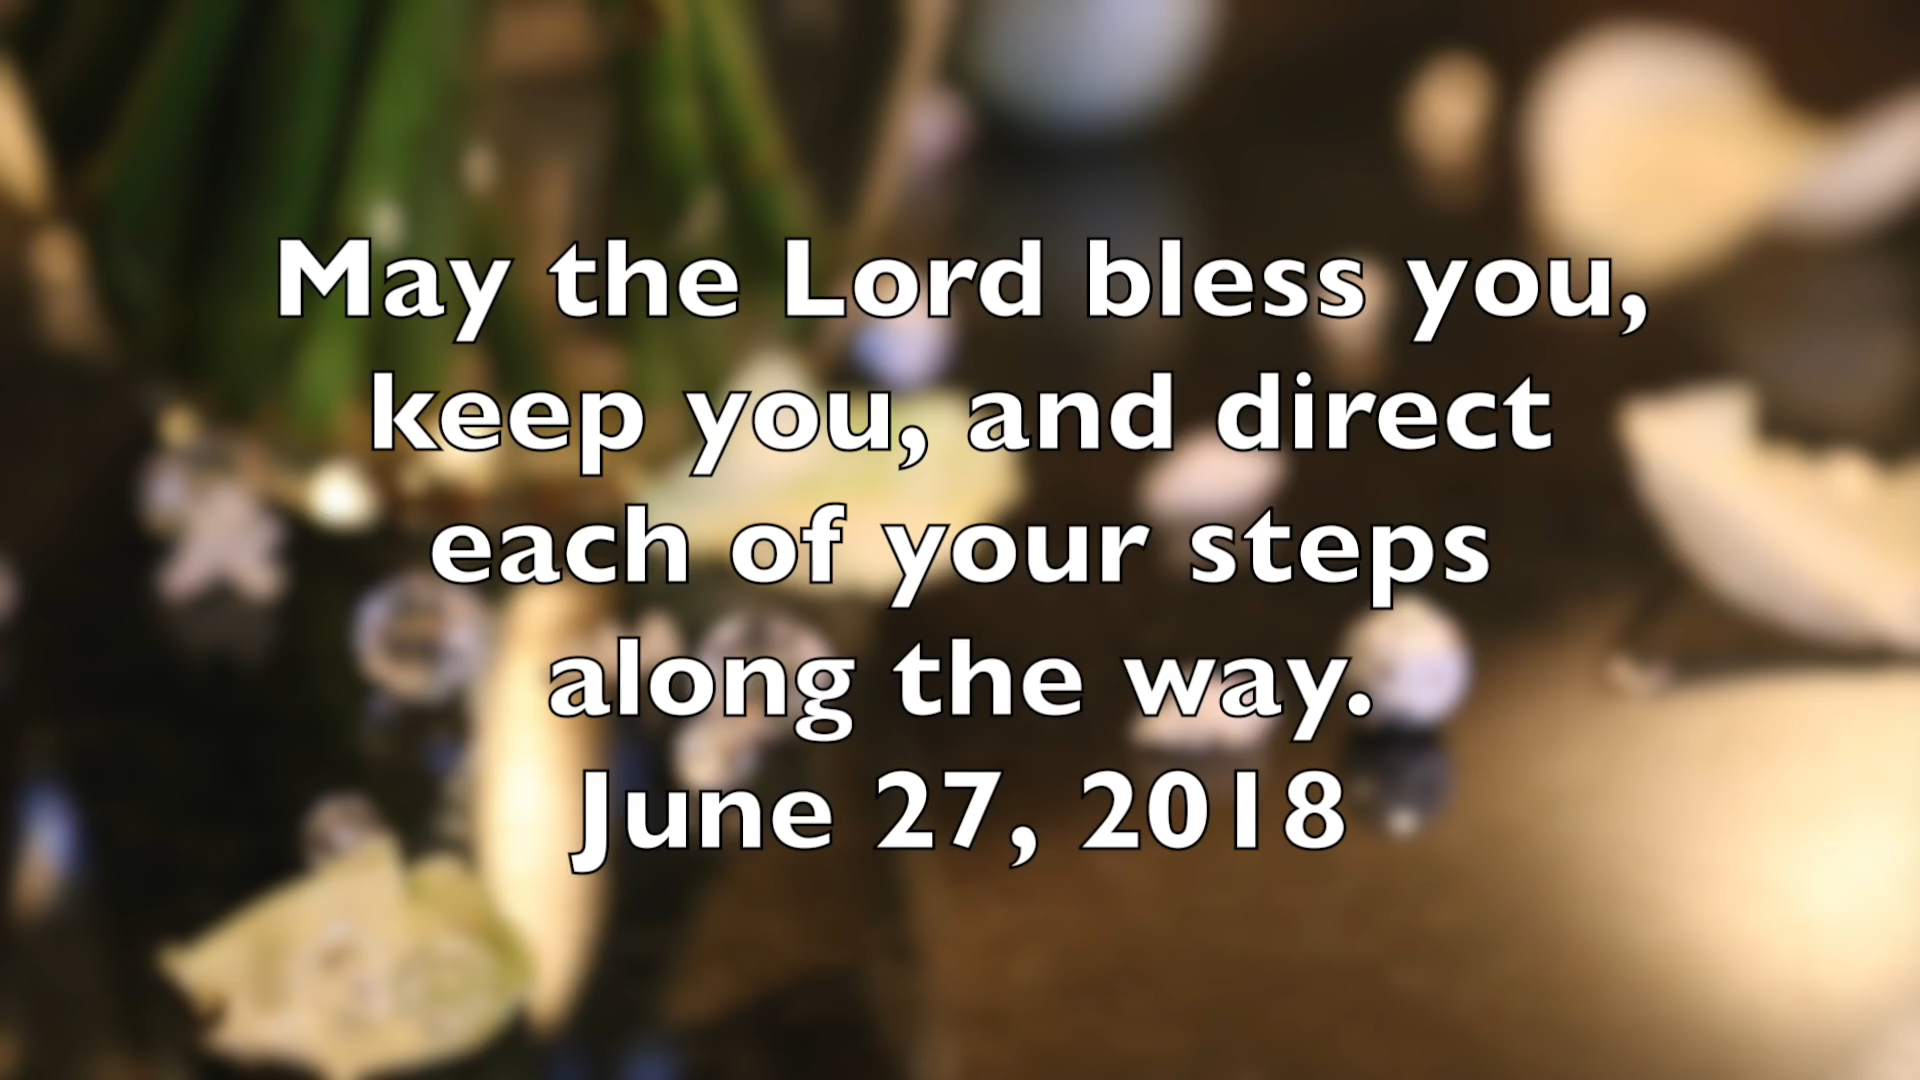 May the Lord bless you,
keep you, and direct
each of your steps
along the way.
June 27, 2018